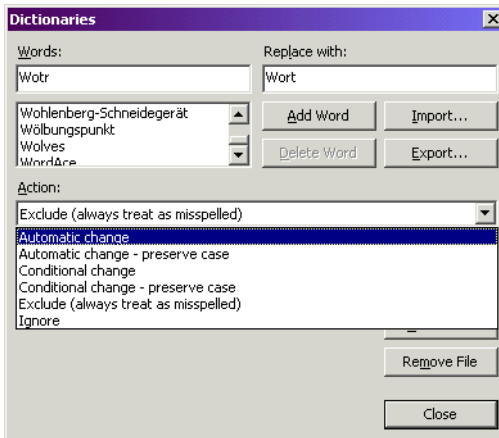 Dictionaries
Words:
Replace with:
Wotr
Wort
Wohlenberg-Schneidegerät
Wölbungspunkt
Wolves
WordAce
Add Word
Import...
Delete Word
Export...
Action:
Exclude (always treat as misspelled)
Automatic change
Automatic change - preserve case
Conditional change
Conditional change - preserve case
Exclude (always treat as misspelled)
Ignore
Remove File
Close